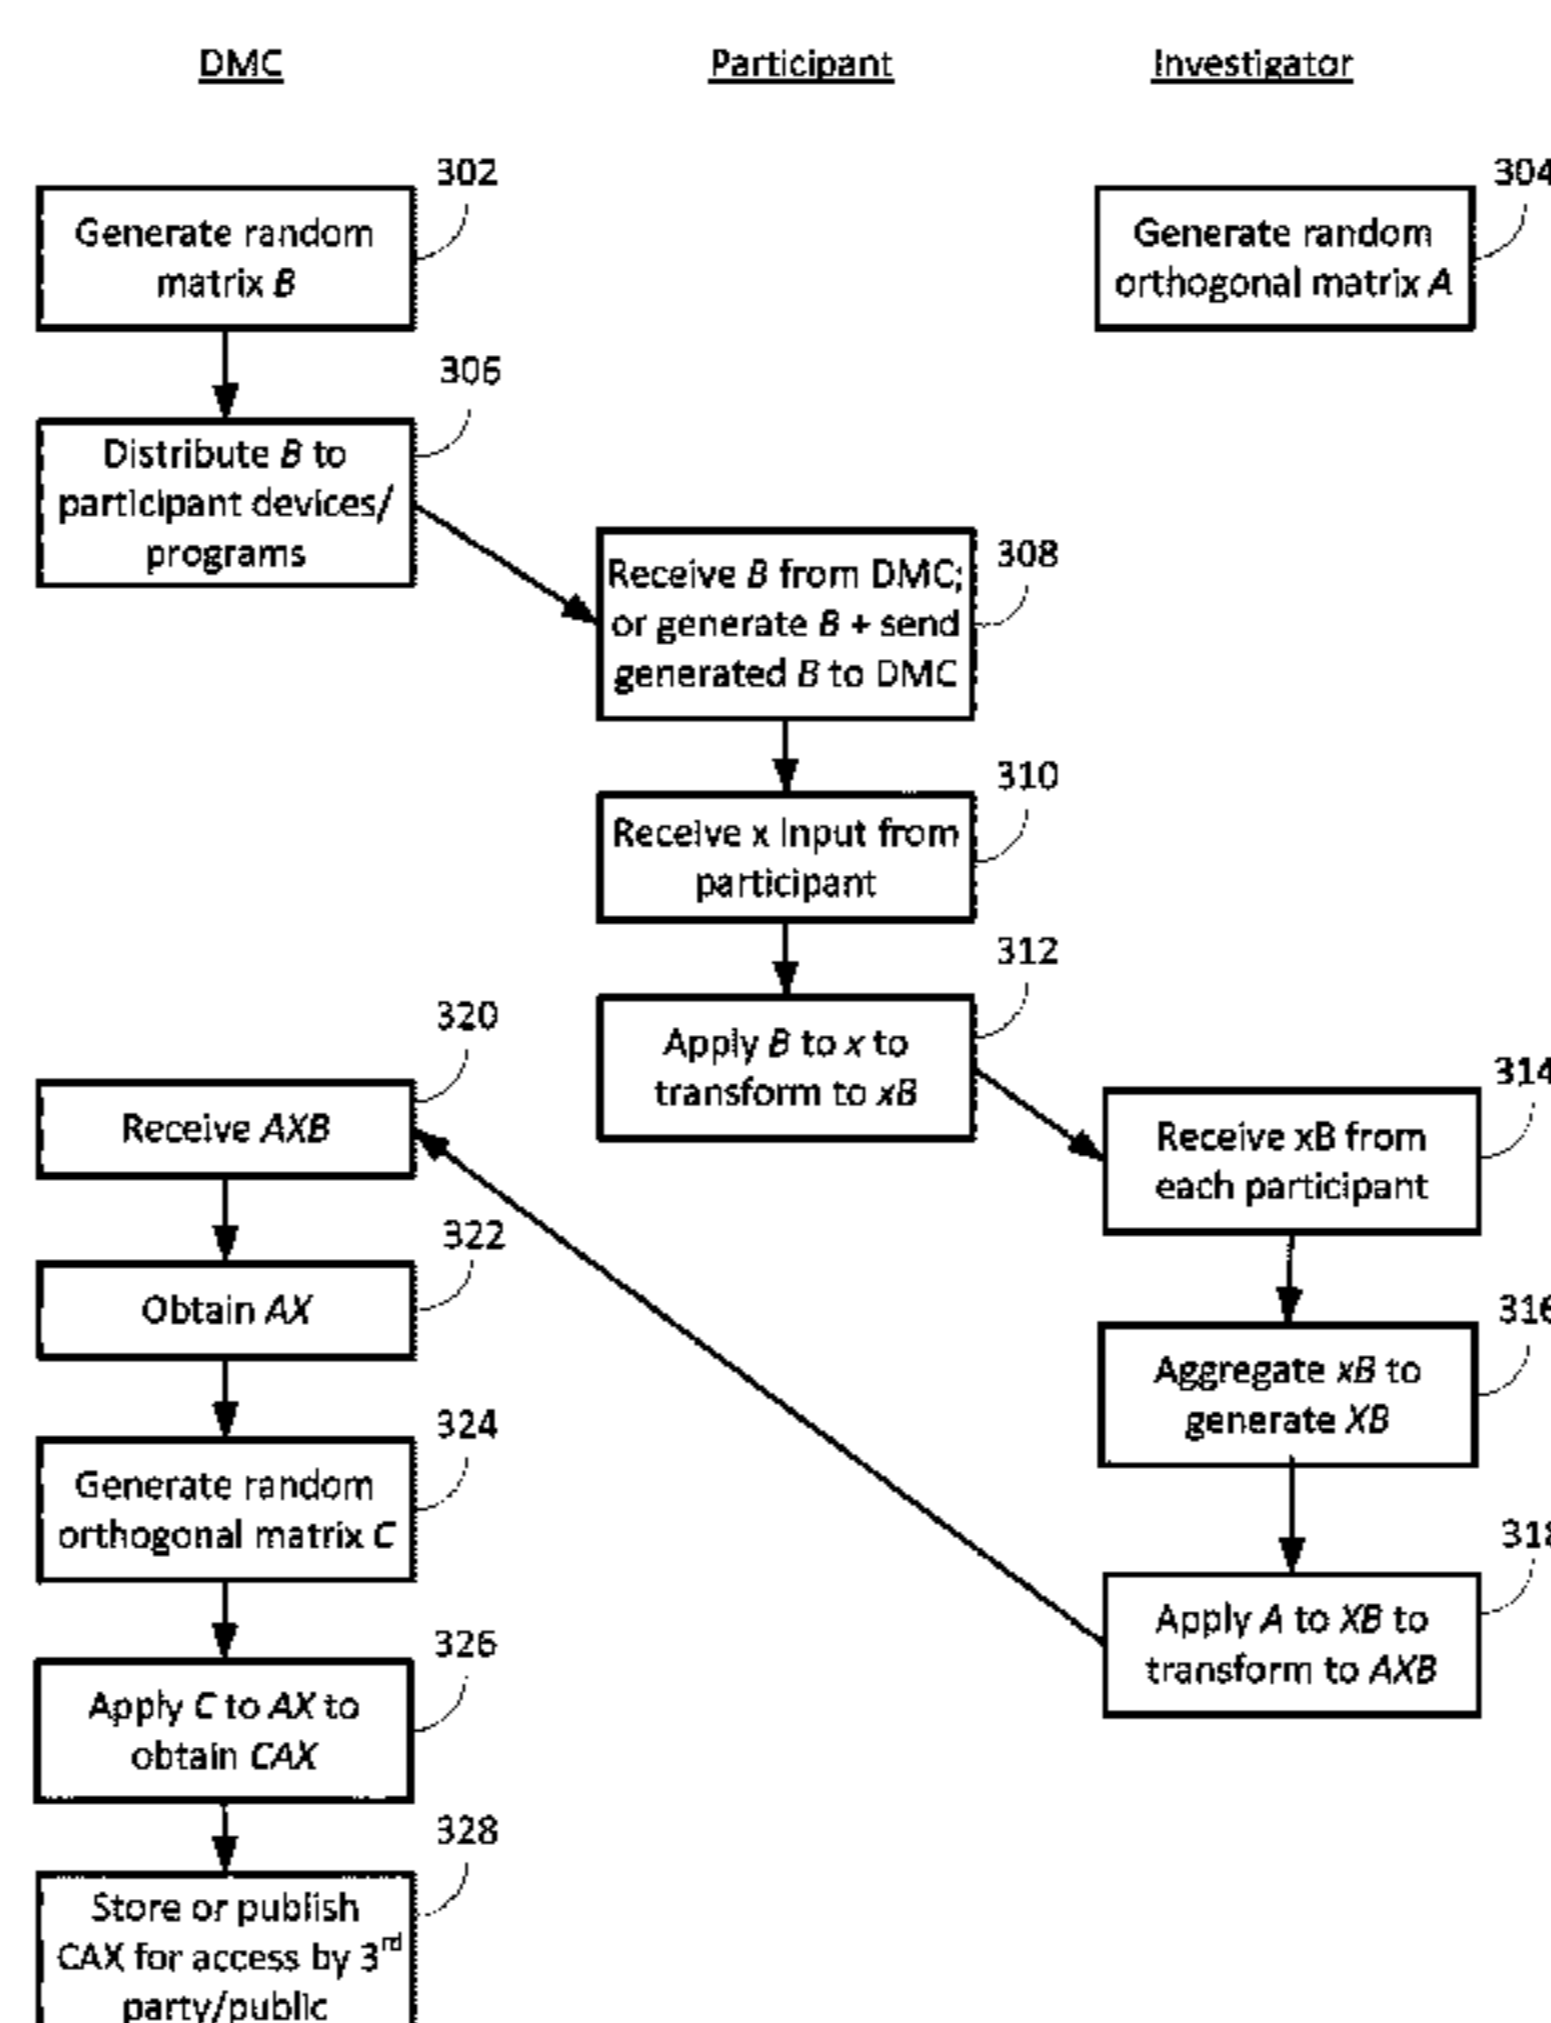 DMC
Participant
Investigator
302
304
Generate random
matrix B
Generate random
orthogonal matrix A
306
Distribute B to
participant devices/
programs
308
Receive B from DMC;
or generate B + send
generated B to DMC
310
Receive x Input from
participant
312
Apply B to x to
transform to xB
314
Receive xB from
each participant
316
Aggregate xB to
generate XB
318
Apply A to XB to
transform to AXB
320
Receive AXB
322
Obtain AX
324
Generate random
orthogonal matrix C
326
Apply C to AX to
obtain CAX
328
Store or publish
CAX for access by 3rd
party/public